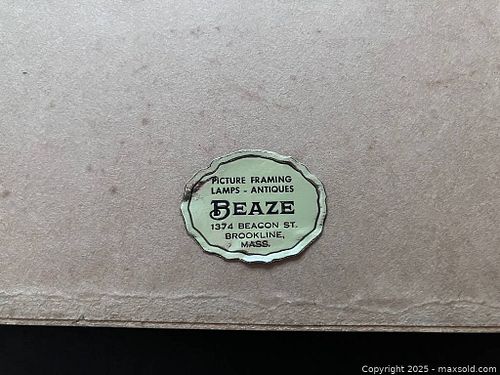 PICTURE FRAMING
LAMPS - ANTIQUES
BEAZE
1374 BEACON ST.
BROOKLINE,
MASS.
Copyright © 2025 - maxsold.com